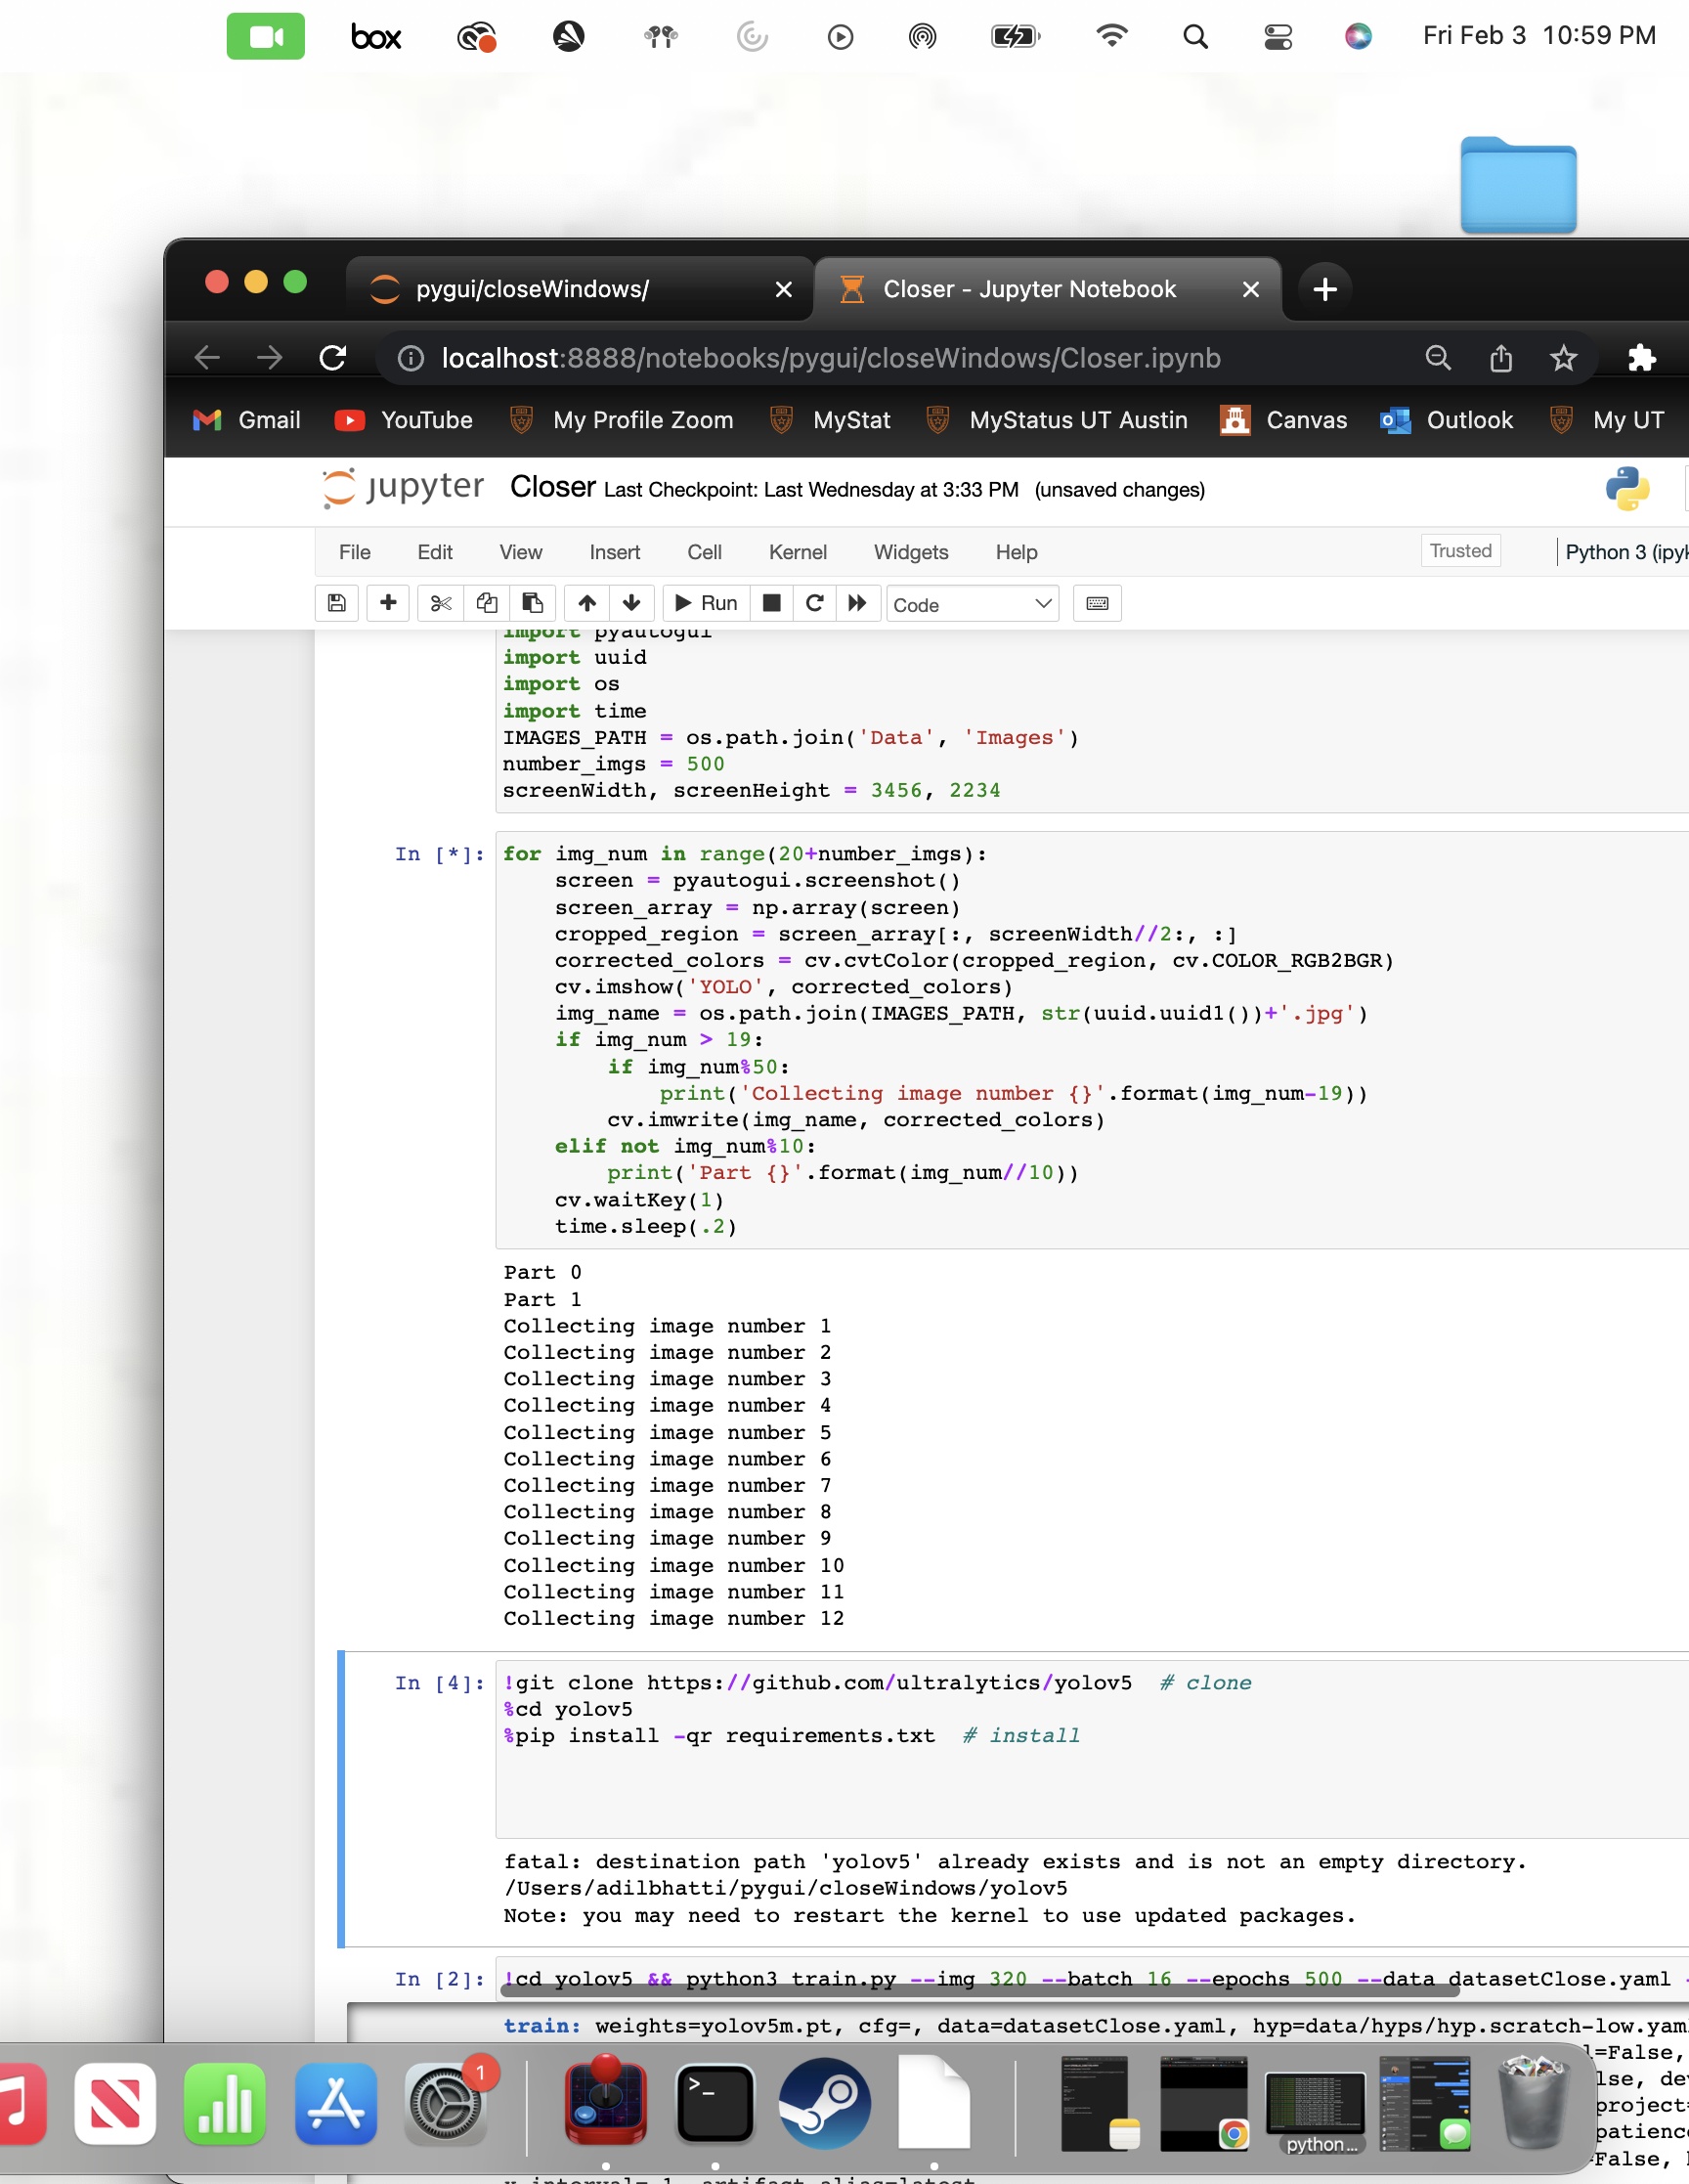 box
Fri Feb 3 10:59 PM
pygui/closeWindows/
Closer - Jupyter Notebook
localhost:8888/notebooks/pygui/closeWindows/Closer.ipynb
Gmail YouTube My Profile Zoom MyStat MyStatus UT Austin Canvas Outlook My UT
jupyter Closer Last Checkpoint: Last Wednesday at 3:33 PM (unsaved changes)
File Edit View Insert Cell Kernel Widgets Help Trusted Python 3
Run Code
import pyautogui
import uuid
import os
import time
IMAGES_PATH = os.path.join('Data', 'Images')
number_imgs = 500
screenWidth, screenHeight = 3456, 2234
In [*]: for img_num in range(20+number_imgs):
screen = pyautogui.screenshot()
screen_array = np.array(screen)
cropped_region = screen_array[:, screenWidth//2:, :]
corrected_colors = cv.cvtColor(cropped_region, cv.COLOR_RGB2BGR)
cv.imshow('YOLO', corrected_colors)
img_name = os.path.join(IMAGES_PATH, str(uuid.uuid1())+'.jpg')
if img_num > 19:
if img_num%50:
print('Collecting image number {}'.format(img_num-19))
cv.imwrite(img_name, corrected_colors)
elif not img_num%10:
print('Part {}'.format(img_num//10))
cv.waitKey(1)
time.sleep(.2)
Part 0
Part 1
Collecting image number 1
Collecting image number 2
Collecting image number 3
Collecting image number 4
Collecting image number 5
Collecting image number 6
Collecting image number 7
Collecting image number 8
Collecting image number 9
Collecting image number 10
Collecting image number 11
Collecting image number 12
In [4]: !git clone https://github.com/ultralytics/yolov5 # clone
%cd yolov5
%pip install -qr requirements.txt # install
fatal: destination path 'yolov5' already exists and is not an empty directory.
/Users/adilbhatti/pygui/closeWindows/yolov5
Note: you may need to restart the kernel to use updated packages.
In [2]: !cd yolov5 && python3 train.py --img 320 --batch 16 --epochs 500 --data datasetClose.yaml
train: weights=yolov5m.pt, cfg=, data=datasetClose.yaml, hyp=data/hyps/hyp.scratch-low.yaml
=False,
project=
=False,
1
python...